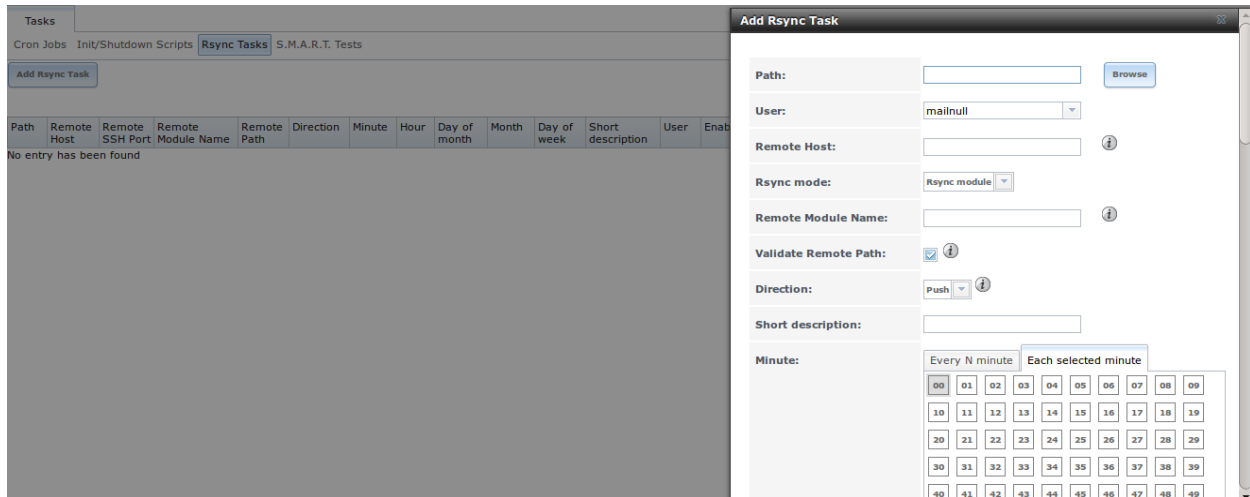 Tasks
Cron Jobs Init/Shutdown Scripts Rsync Tasks S.M.A.R.T. Tests
Add Rsync Task
Path Remote Host Remote SSH Port Remote Module Name Remote Path Direction Minute Hour Day of month Month Day of week Short description User Enab
No entry has been found
Add Rsync Task
Path: Browse
User: mailnull
Remote Host:
Rsync mode: Rsync module
Remote Module Name:
Validate Remote Path:
Direction: Push
Short description:
Minute: Every N minute Each selected minute
00 01 02 03 04 05 06 07 08 09
10 11 12 13 14 15 16 17 18 19
20 21 22 23 24 25 26 27 28 29
30 31 32 33 34 35 36 37 38 39
40 41 42 43 44 45 46 47 48 49